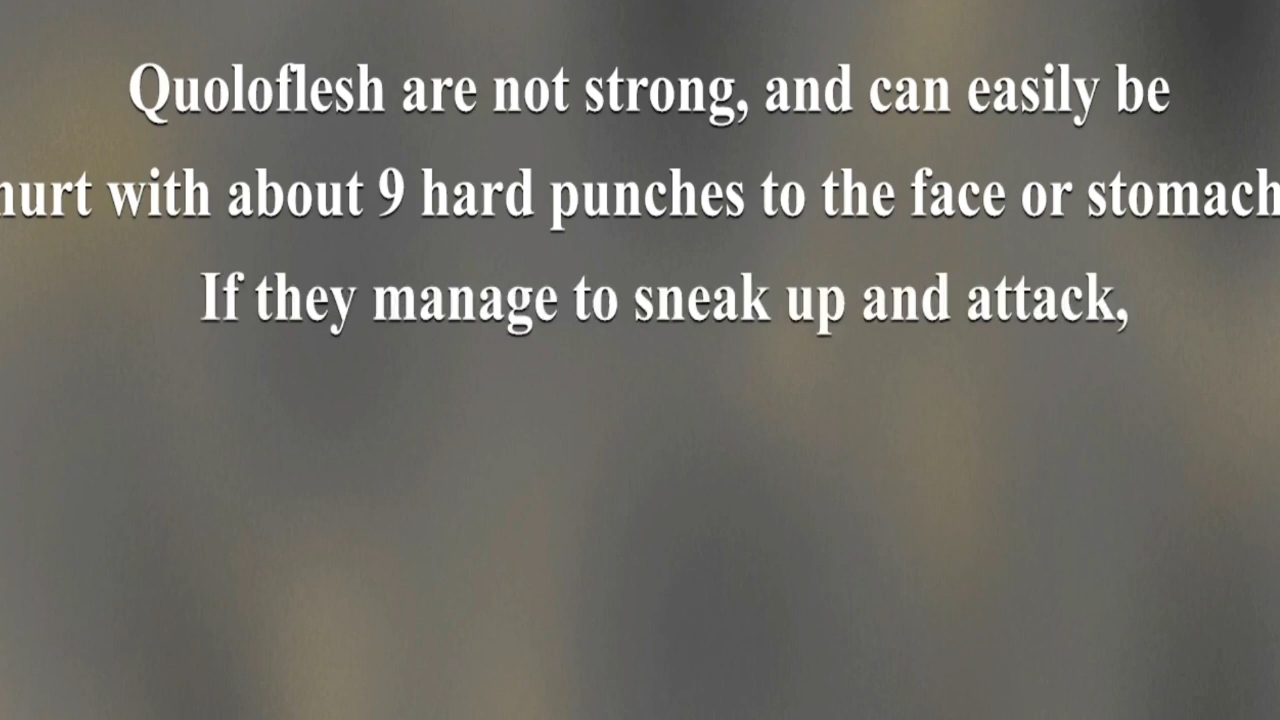 Quoloflesh are not strong, and can easily be
hurt with about 9 hard punches to the face or stomach
If they manage to sneak up and attack,